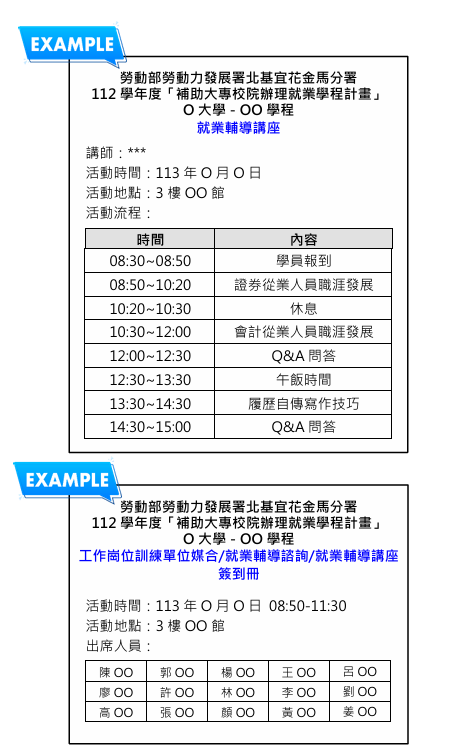 EXAMPLE
勞動部勞動力發展署北基宜花金馬分署
112 學年度「補助大專校院辦理就業學程計畫」
O 大學－OO 學程
就業輔導講座
講師：***
活動時間：113 年 O 月 O 日
活動地點：3 樓 OO 館
活動流程：
時間 內容
08:30~08:50 學員報到
08:50~10:20 證券從業人員職涯發展
10:20~10:30 休息
10:30~12:00 會計從業人員職涯發展
12:00~12:30 Q&A 問答
12:30~13:30 午飯時間
13:30~14:30 履歷自傳寫作技巧
14:30~15:00 Q&A 問答
EXAMPLE
勞動部勞動力發展署北基宜花金馬分署
112 學年度「補助大專校院辦理就業學程計畫」
O 大學－OO 學程
工作崗位訓練單位媒合/就業輔導諮詢/就業輔導講座
簽到冊
活動時間：113 年 O 月 O 日 08:50-11:30
活動地點：3 樓 OO 館
出席人員：
陳 OO 郭 OO 楊 OO 王 OO 呂 OO
廖 OO 許 OO 林 OO 李 OO 劉 OO
高 OO 張 OO 顏 OO 黃 OO 姜 OO